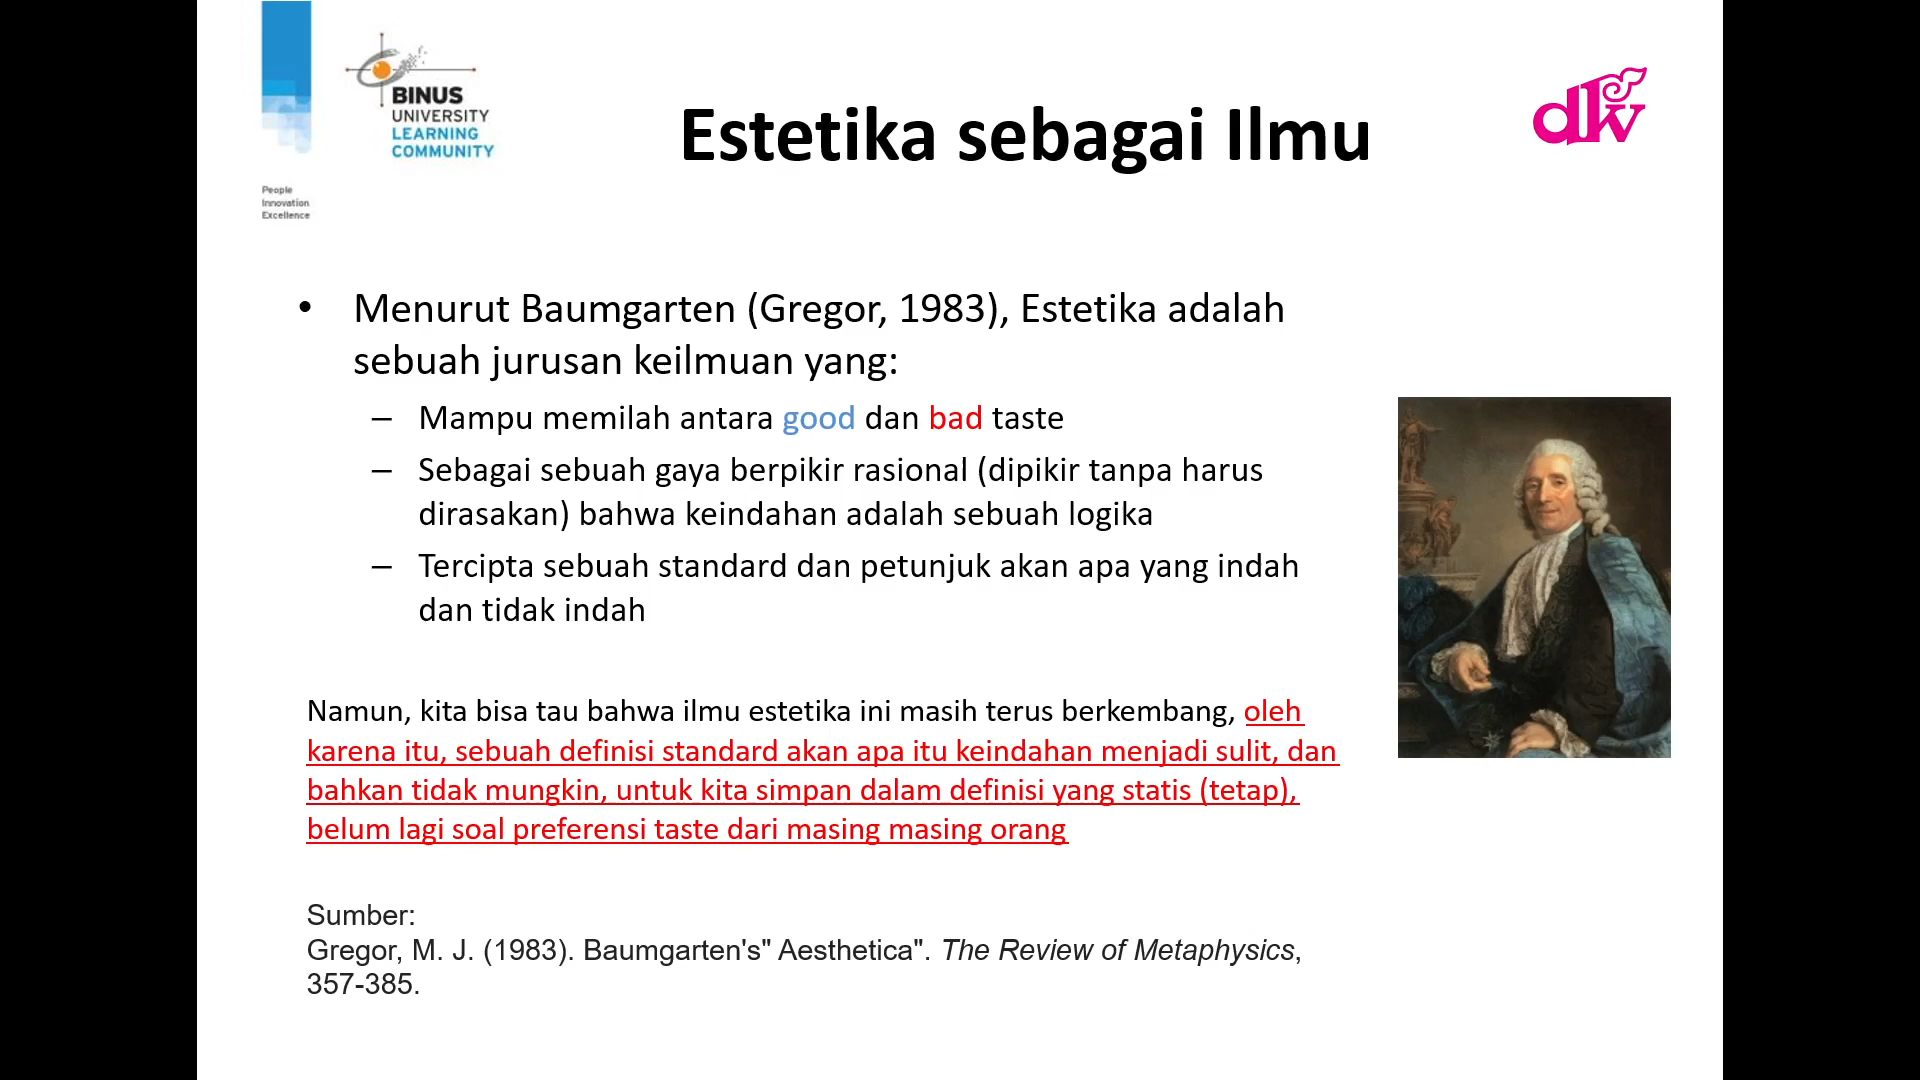 BINUS
UNIVERSITY
LEARNING
COMMUNITY
People
Innovation
Excellence
Estetika sebagai Ilmu
dkv
• Menurut Baumgarten (Gregor, 1983), Estetika adalah
sebuah jurusan keilmuan yang:
– Mampu memilah antara good dan bad taste
– Sebagai sebuah gaya berpikir rasional (dipikir tanpa harus
dirasakan) bahwa keindahan adalah sebuah logika
– Tercipta sebuah standard dan petunjuk akan apa yang indah
dan tidak indah
Namun, kita bisa tau bahwa ilmu estetika ini masih terus berkembang, oleh
karena itu, sebuah definisi standard akan apa itu keindahan menjadi sulit, dan
bahkan tidak mungkin, untuk kita simpan dalam definisi yang statis (tetap),
belum lagi soal preferensi taste dari masing masing orang
Sumber:
Gregor, M. J. (1983). Baumgarten's" Aesthetica". The Review of Metaphysics,
357-385.